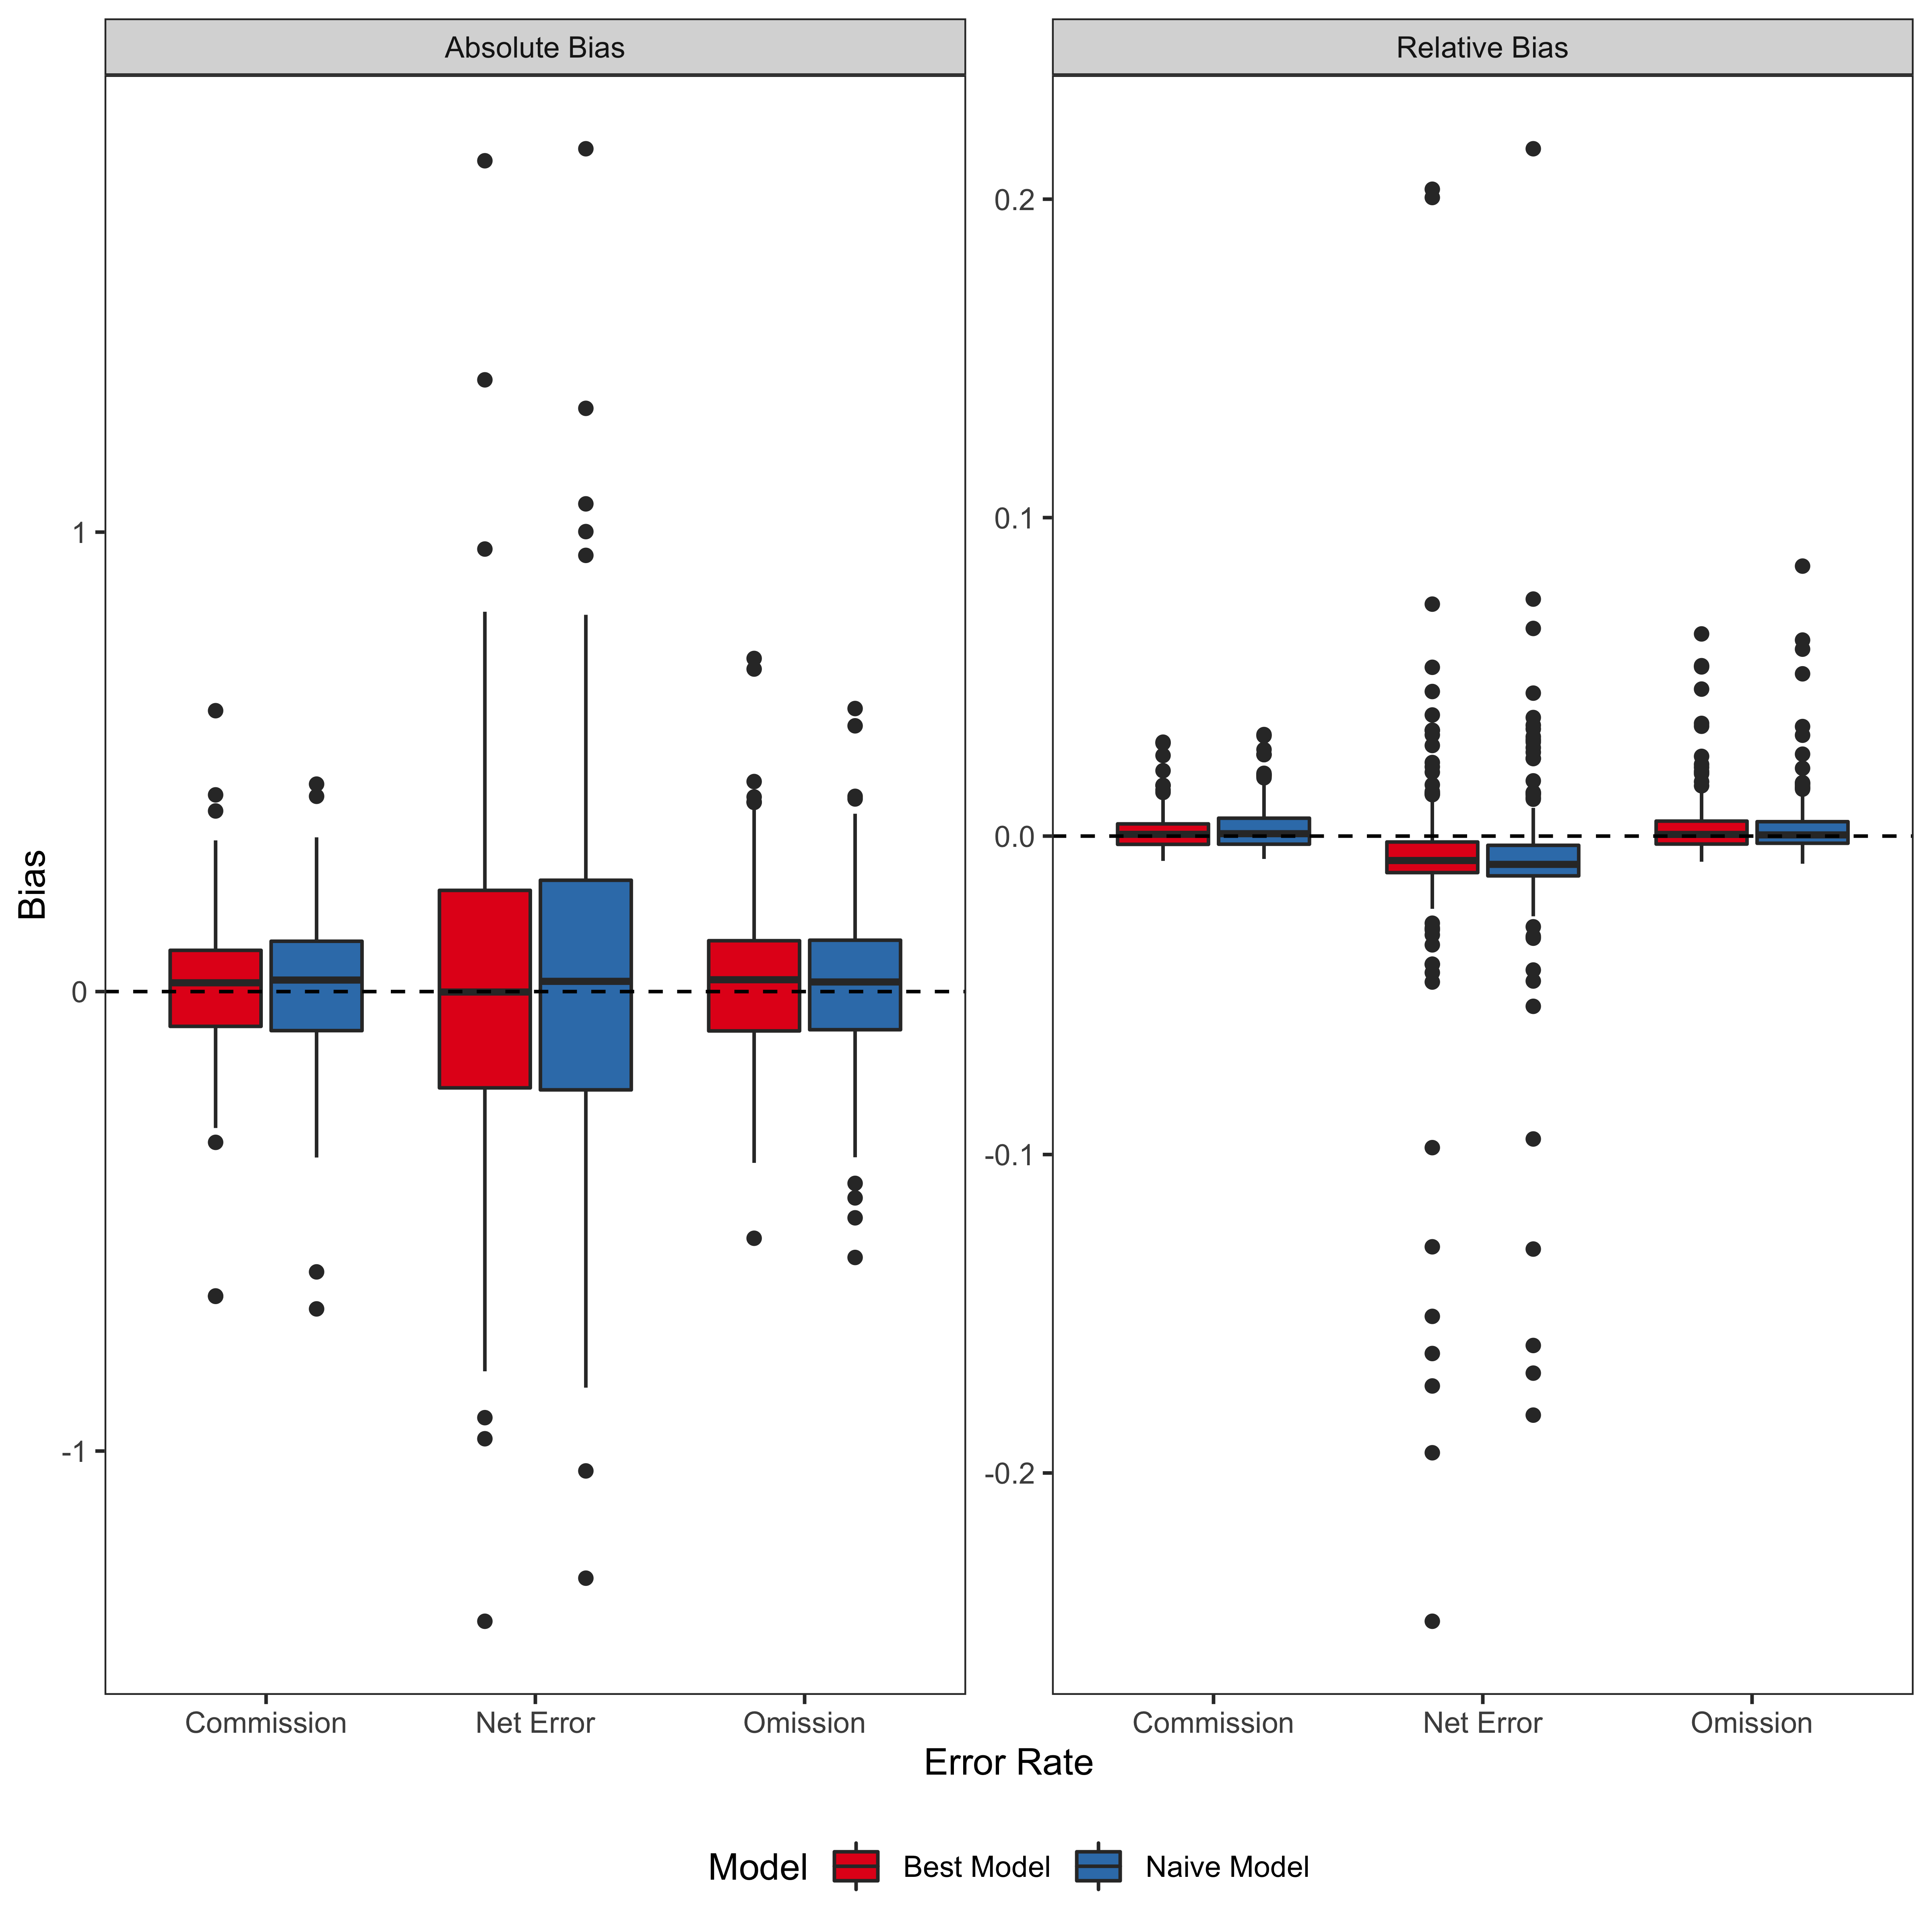 Absolute Bias
Relative Bias
Bias
1
0
-1
0.2
0.1
0.0
-0.1
-0.2
Commission
Net Error
Omission
Commission
Net Error
Omission
Error Rate
Model
Best Model
Naive Model